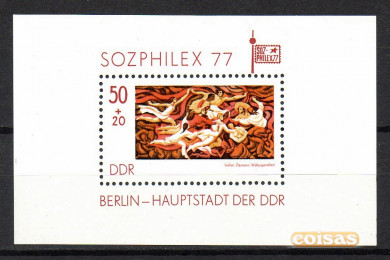 SOZPHILEX 77
SOZ-
PHILEX77
50
+
20
DDR
BERLIN – HAUPTSTADT DER DDR
coisas